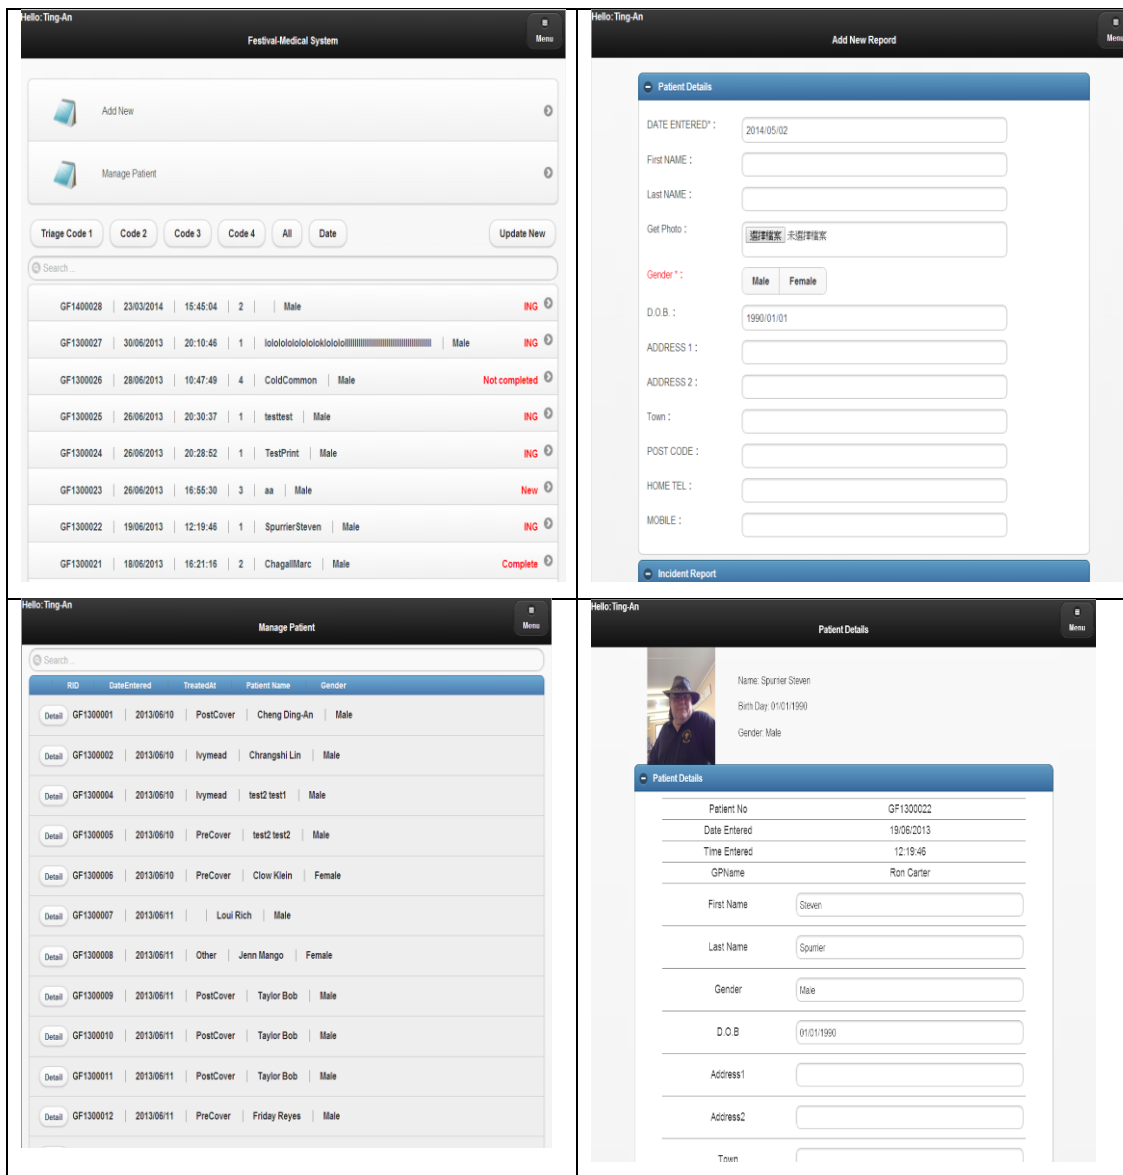 Hello: Ting-An
Festival-Medical System
Menu
Add New
Manage Patient
Triage Code 1 Code 2 Code 3 Code 4 All Date Update New
Search...
GF1400028 | 23/03/2014 | 15:45:04 | 2 | | Male ING
GF1300027 | 30/06/2013 | 20:10:46 | 1 | | Male ING
GF1300026 | 28/06/2013 | 10:47:49 | 4 | ColdCommon | Male Not completed
GF1300025 | 26/06/2013 | 20:30:37 | 1 | testtest | Male ING
GF1300024 | 26/06/2013 | 20:28:52 | 1 | TestPrint | Male ING
GF1300023 | 26/06/2013 | 16:55:30 | 3 | aa | Male New
GF1300022 | 19/06/2013 | 12:19:46 | 1 | SpurrierSteven | Male ING
GF1300021 | 18/06/2013 | 16:21:16 | 2 | ChagallMarc | Male Complete
Hello: Ting-An
Add New Repord
Menu
Patient Details
DATE ENTERED* : 2014/05/02
First NAME :
Last NAME :
Get Photo : 選擇檔案 未選擇檔案
Gender * : Male Female
D.O.B. : 1990/01/01
ADDRESS 1 :
ADDRESS 2 :
Town :
POST CODE :
HOME TEL :
MOBILE :
Incident Report
Hello: Ting-An
Manage Patient
Menu
Search...
RID DateEntered TreatedAt Patient Name Gender
Detail GF1300001 | 2013/06/10 | PostCover | Cheng Ding-An | Male
Detail GF1300002 | 2013/06/10 | Ivymead | Chrangshi Lin | Male
Detail GF1300004 | 2013/06/10 | Ivymead | test2 test1 | Male
Detail GF1300005 | 2013/06/10 | PreCover | test2 test2 | Male
Detail GF1300006 | 2013/06/10 | PreCover | Clow Klein | Female
Detail GF1300007 | 2013/06/11 | | Loui Rich | Male
Detail GF1300008 | 2013/06/11 | Other | Jenn Mango | Female
Detail GF1300009 | 2013/06/11 | PostCover | Taylor Bob | Male
Detail GF1300010 | 2013/06/11 | PostCover | Taylor Bob | Male
Detail GF1300011 | 2013/06/11 | PostCover | Taylor Bob | Male
Detail GF1300012 | 2013/06/11 | PreCover | Friday Reyes | Male
Hello: Ting-An
Patient Details
Menu
Name: Spurrier Steven
Birth Day: 01/01/1990
Gender: Male
Patient Details
Patient No GF1300022
Date Entered 19/06/2013
Time Entered 12:19:46
GPName Ron Carter
First Name Steven
Last Name Spurrier
Gender Male
D.O.B 01/01/1990
Address1
Address2
Town